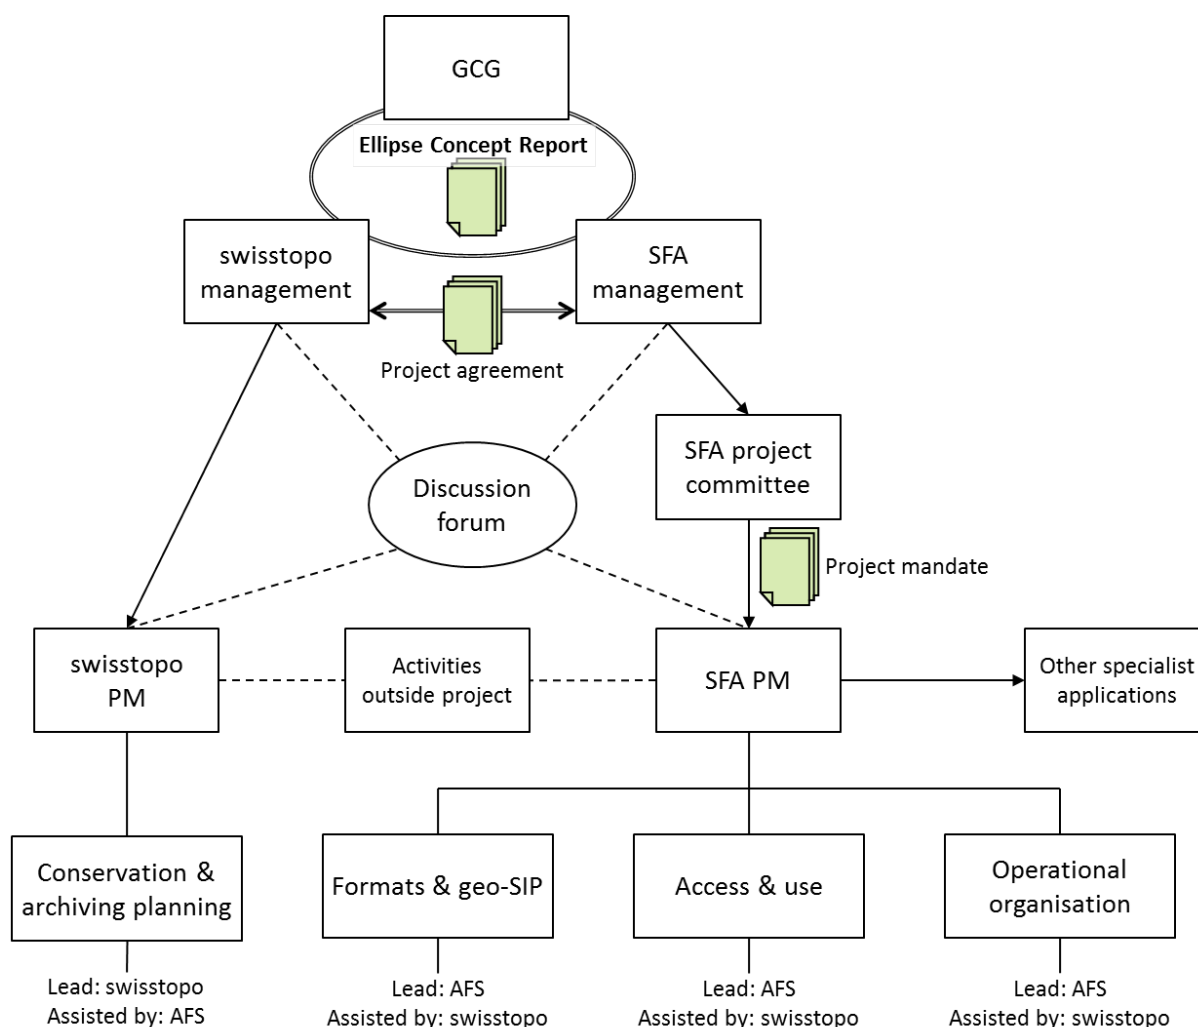 GCG
Ellipse Concept Report
swisstopo
management
SFA
management
Project agreement
SFA project
committee
Discussion
forum
Project mandate
swisstopo
PM
Activities
outside project
SFA PM
Other specialist
applications
Conservation &
archiving planning
Formats & geo-SIP
Access & use
Operational
organisation
Lead: swisstopo
Assisted by: AFS
Lead: AFS
Assisted by: swisstopo
Lead: AFS
Assisted by: swisstopo
Lead: AFS
Assisted by: swisstopo